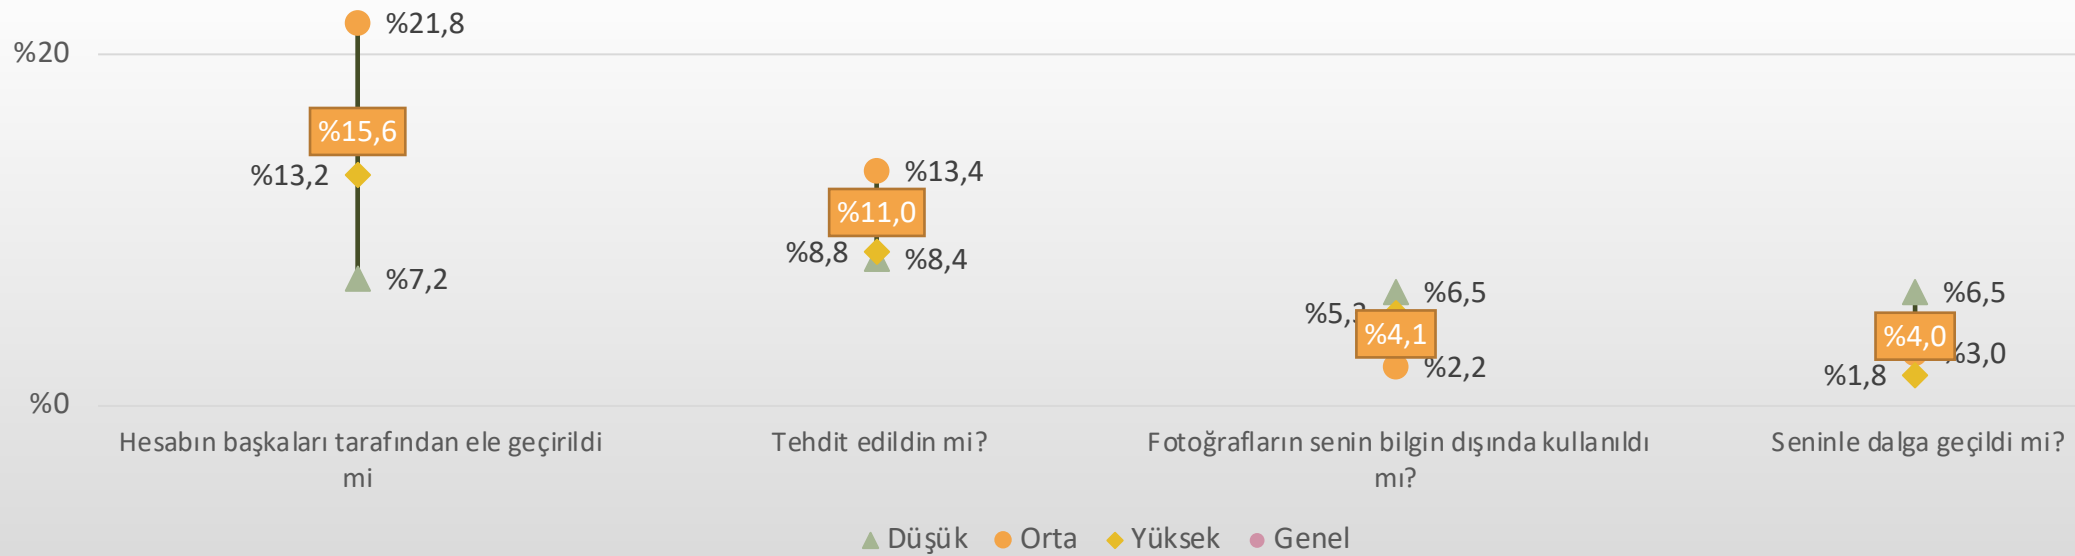 %21,8
%20
%15,6
%13,2
%7,2
%13,4
%11,0
%8,8
%8,4
%6,5
%4,1
%2,2
%6,5
%4,0
%3,0
%1,8
%0
Hesabın başkaları tarafından ele geçirildi
mi
Tehdit edildin mi?
Fotoğrafların senin bilgin dışında kullanıldı
mı?
Seninle dalga geçildi mi?
Düşük
Orta
Yüksek
Genel